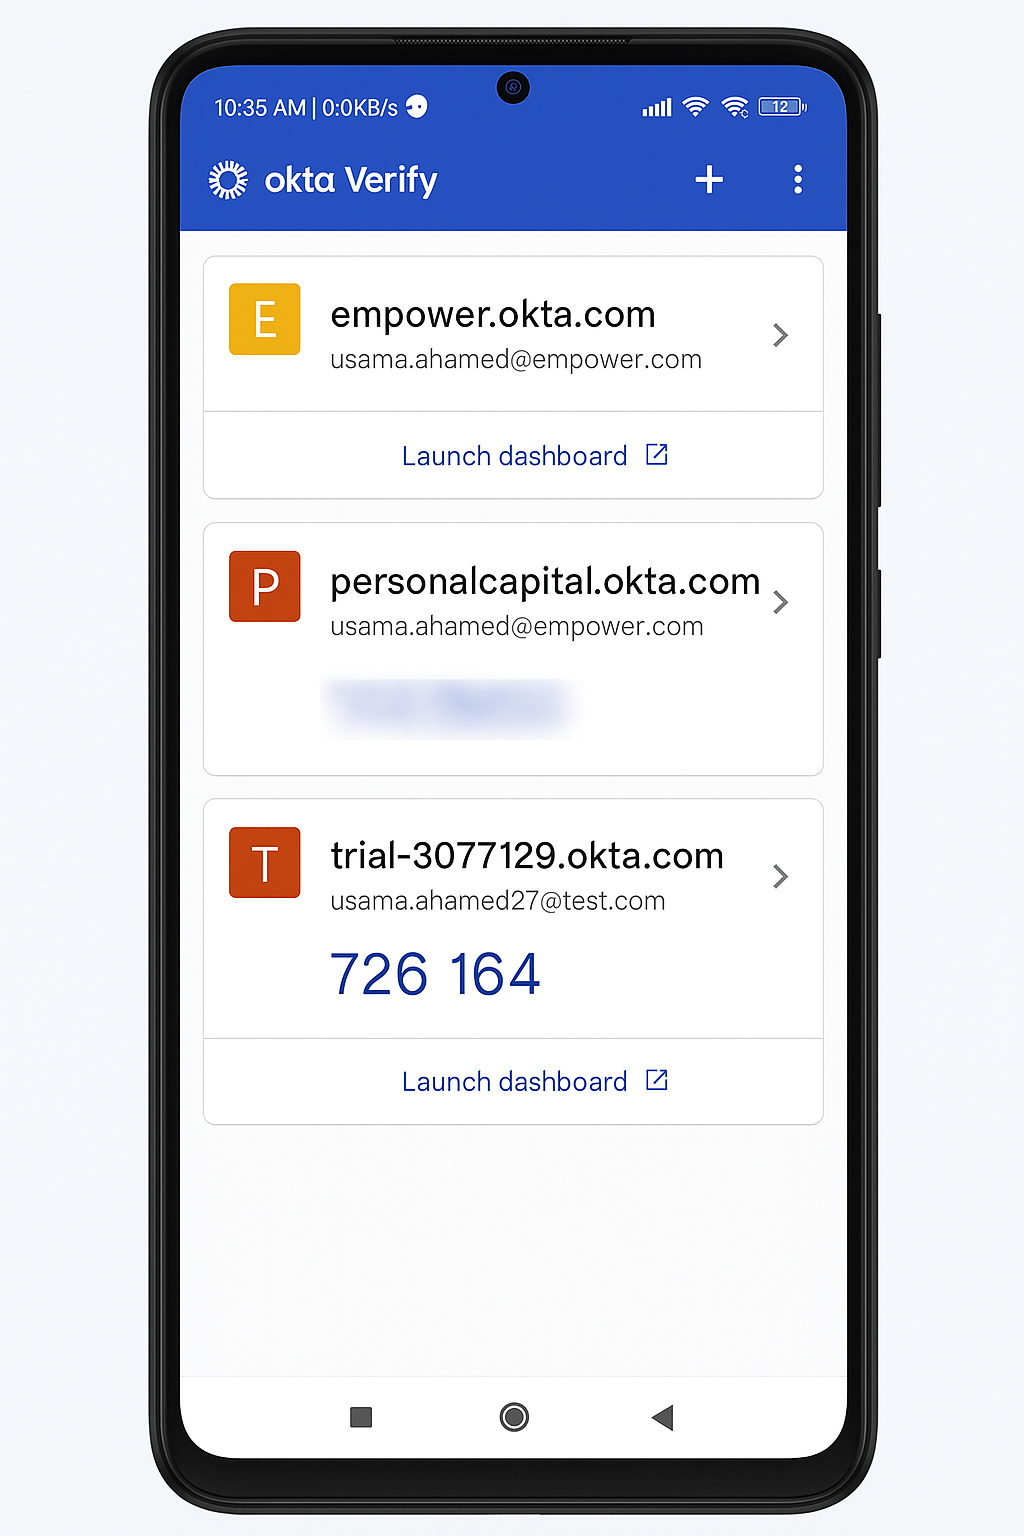 10:35 AM | 0:0KB/s
12
okta Verify
E
empower.okta.com
usama.ahamed@empower.com
Launch dashboard
P
personalcapital.okta.com
usama.ahamed@empower.com
T
trial-3077129.okta.com
usama.ahamed27@test.com
726 164
Launch dashboard